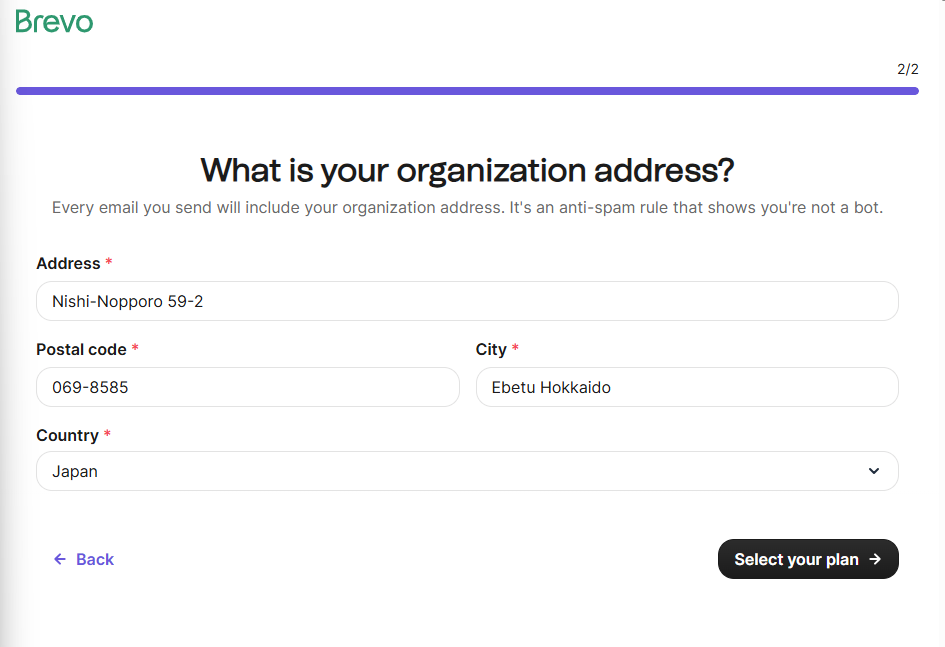 Brevo
2/2
What is your organization address?
Every email you send will include your organization address. It's an anti-spam rule that shows you're not a bot.
Address *
Nishi-Nopporo 59-2
Postal code * City *
069-8585 Ebetu Hokkaido
Country *
Japan
← Back Select your plan →